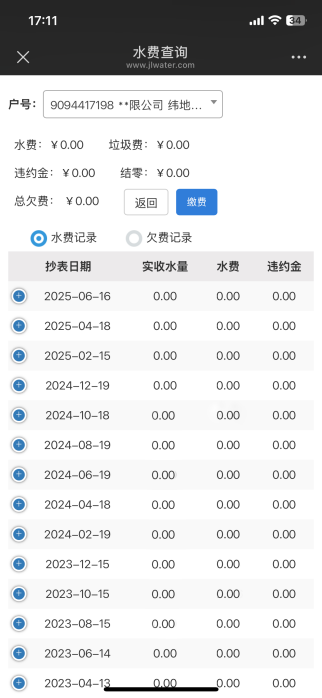 17:11
34
水费查询
www.jlwater.com
户号： 9094417198 **限公司 纬地...
水费：￥0.00 垃圾费：￥0.00
违约金：￥0.00 结零：￥0.00
总欠费：￥0.00 返回 缴费
水费记录 欠费记录
抄表日期 实收水量 水费 违约金
2025-06-16 0.00 0.00 0.00
2025-04-18 0.00 0.00 0.00
2025-02-15 0.00 0.00 0.00
2024-12-19 0.00 0.00 0.00
2024-10-18 0.00 0.00 0.00
2024-08-19 0.00 0.00 0.00
2024-06-19 0.00 0.00 0.00
2024-04-18 0.00 0.00 0.00
2024-02-19 0.00 0.00 0.00
2023-12-15 0.00 0.00 0.00
2023-10-15 0.00 0.00 0.00
2023-08-15 0.00 0.00 0.00
2023-06-14 0.00 0.00 0.00
2023-04-13 0.00 0.00 0.00